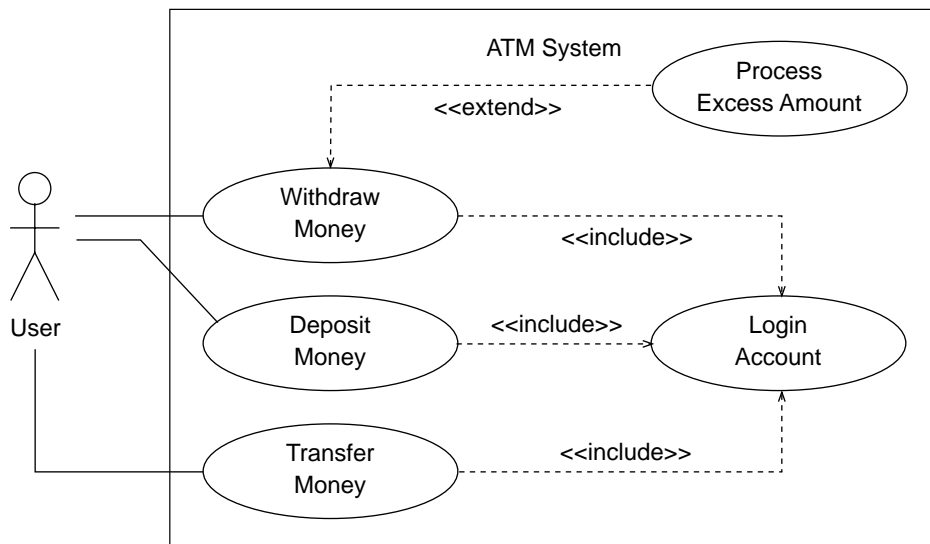 ATM System
Process
Excess Amount
<<extend>>
Withdraw
Money
<<include>>
User
Deposit
Money
<<include>>
Login
Account
Transfer
Money
<<include>>